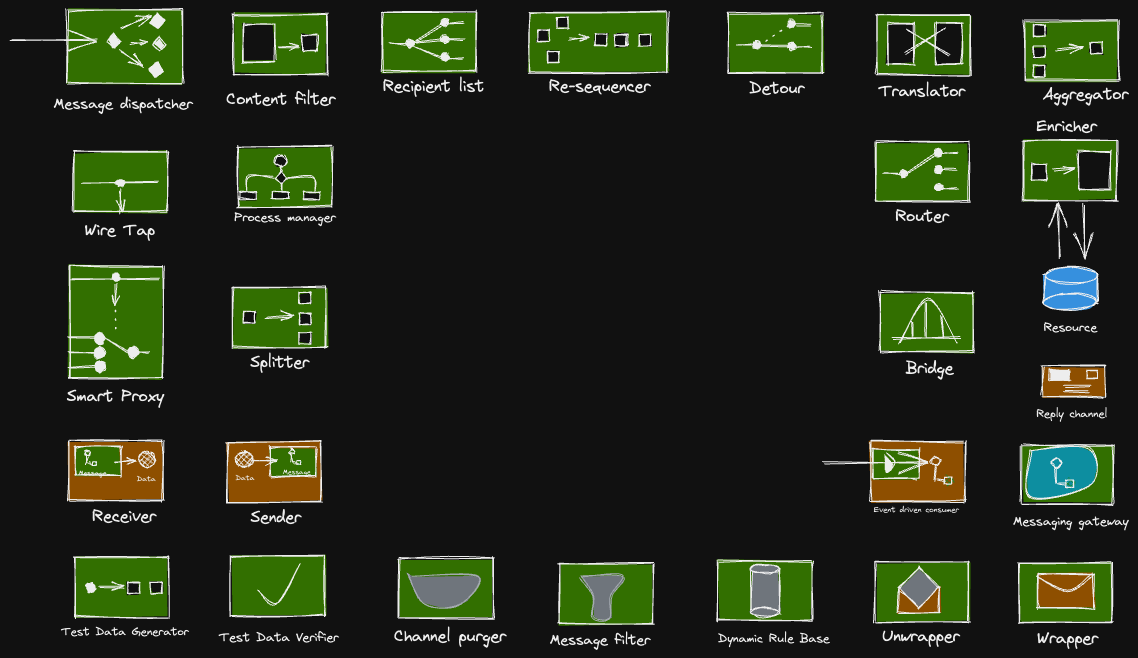 Message dispatcher
Content filter
Recipient list
Re-sequencer
Detour
Translator
Aggregator
Enricher
Wire Tap
Process manager
Router
Resource
Smart Proxy
Splitter
Bridge
Reply channel
Message
Data
Receiver
Data
Message
Sender
Event driven consumer
Messaging gateway
Test Data Generator
Test Data Verifier
Channel purger
Message filter
Dynamic Rule Base
Unwrapper
Wrapper